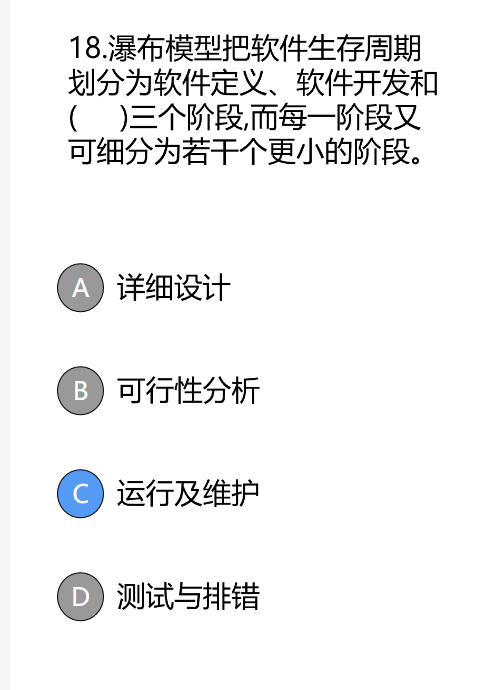 18.瀑布模型把软件生存周期
划分为软件定义、软件开发和
(     )三个阶段,而每一阶段又
可细分为若干个更小的阶段。
A 详细设计
B 可行性分析
C 运行及维护
D 测试与排错